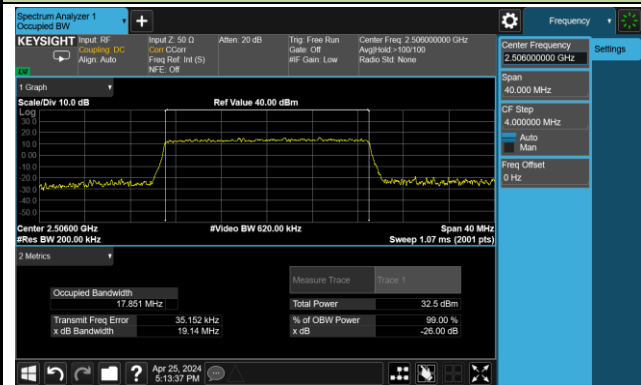 Spectrum Analyzer 1
Occupied BW
+
Frequency
KEYSIGHT
Input: RF
Coupling: DC
Align: Auto
Input Z: 50 Ω
Corr CCorr
Freq Ref: Int (S)
NFE: Off
Atten: 20 dB
Trig: Free Run
Gate: Off
#IF Gain: Low
Center Freq: 2.506000000 GHz
Avg|Hold:>100/100
Radio Std: None
Center Frequency
2.506000000 GHz
Settings
Span
40.000 MHz
CF Step
4.000000 MHz
Auto
Man
Freq Offset
0 Hz
1 Graph
Scale/Div 10.0 dB
Ref Value 40.00 dBm
Log
30.0
20.0
10.0
0.00
-10.0
-20.0
-30.0
-40.0
-50.0
Center 2.50600 GHz
#Video BW 620.00 kHz
Span 40 MHz
#Res BW 200.00 kHz
Sweep 1.07 ms (2001 pts)
2 Metrics
Measure Trace
Trace 1
Occupied Bandwidth
17.851 MHz
Total Power
32.5 dBm
Transmit Freq Error
35.152 kHz
% of OBW Power
99.00 %
x dB Bandwidth
19.14 MHz
x dB
-26.00 dB
?
Apr 25, 2024
5:13:37 PM